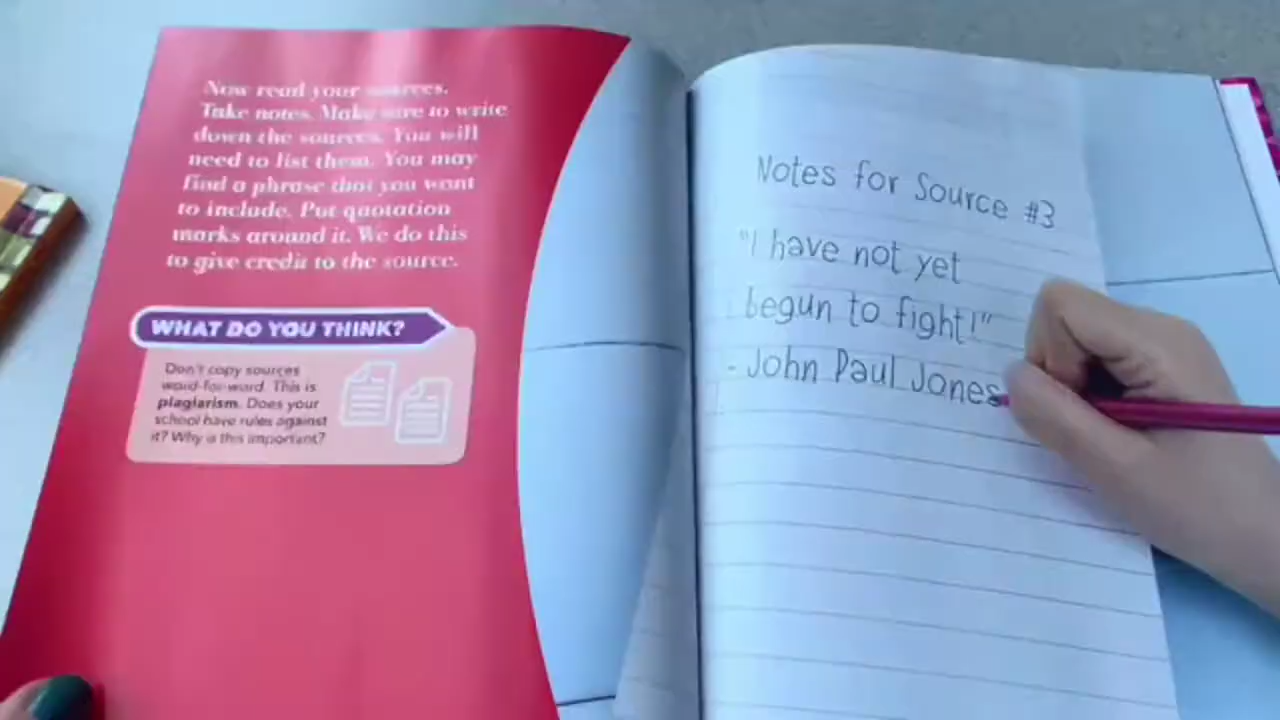 Now read your sources.
Take notes. Make sure to write
down the sources. You will
need to list them. You may
find a phrase that you want
to include. Put quotation
marks around it. We do this
to give credit to the source.
WHAT DO YOU THINK?
Don't copy sources
word-for-word. This is
plagiarism. Does your
school have rules against
it? Why is this important?
Notes for Source #3
"I have not yet
begun to fight!"
- John Paul Jones